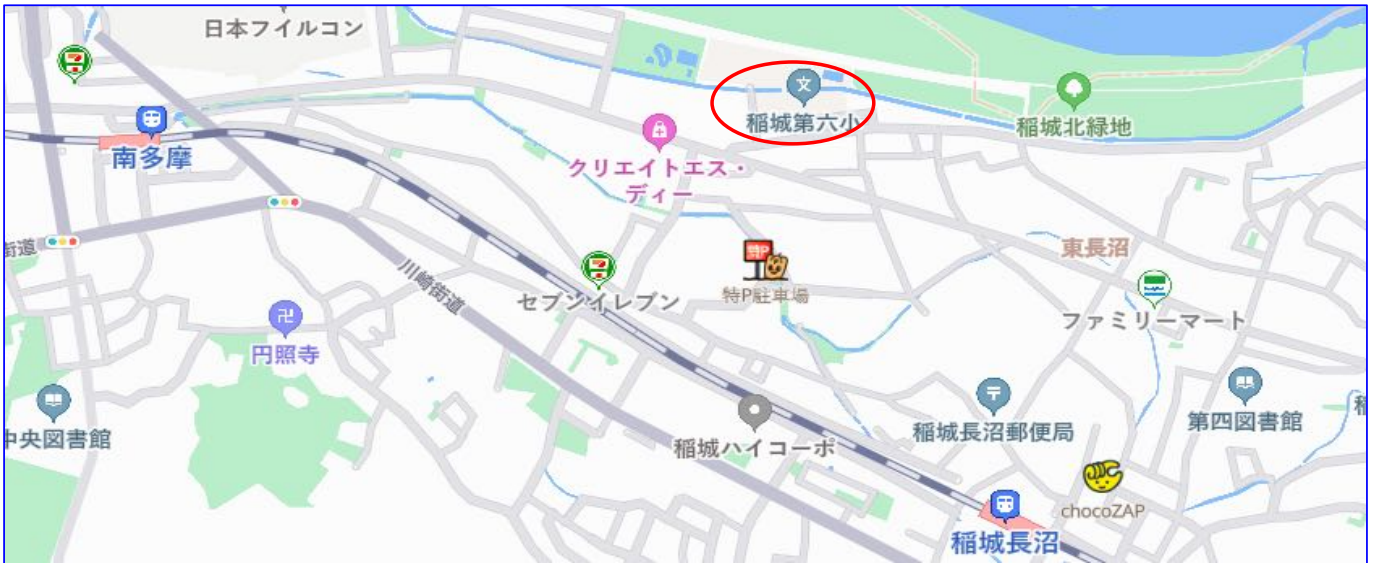 日本フイルコン
文
稲城第六小
稲城北緑地
南多摩
クリエイトエス・
ディー
東長沼
街道
川崎街道
セブンイレブン
特P
特P駐車場
ファミリーマート
卍
円照寺
中央図書館
〒
稲城長沼郵便局
第四図書館
稲城ハイコーポ
chocoZAP
稲城長沼